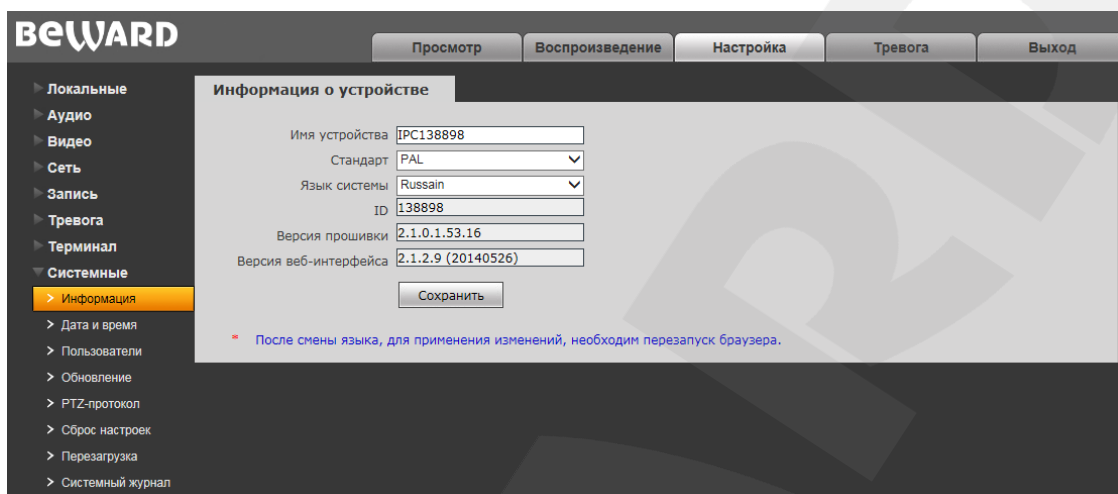 BEWARD
Просмотр Воспроизведение Настройка Тревога Выход
Локальные
Аудио
Видео
Сеть
Запись
Тревога
Терминал
Системные
Информация
Дата и время
Пользователи
Обновление
PTZ-протокол
Сброс настроек
Перезагрузка
Системный журнал
Информация о устройстве
Имя устройства IPC138898
Стандарт PAL
Язык системы Russain
ID 138898
Версия прошивки 2.1.0.1.53.16
Версия веб-интерфейса 2.1.2.9 (20140526)
Сохранить
* После смены языка, для применения изменений, необходим перезапуск браузера.